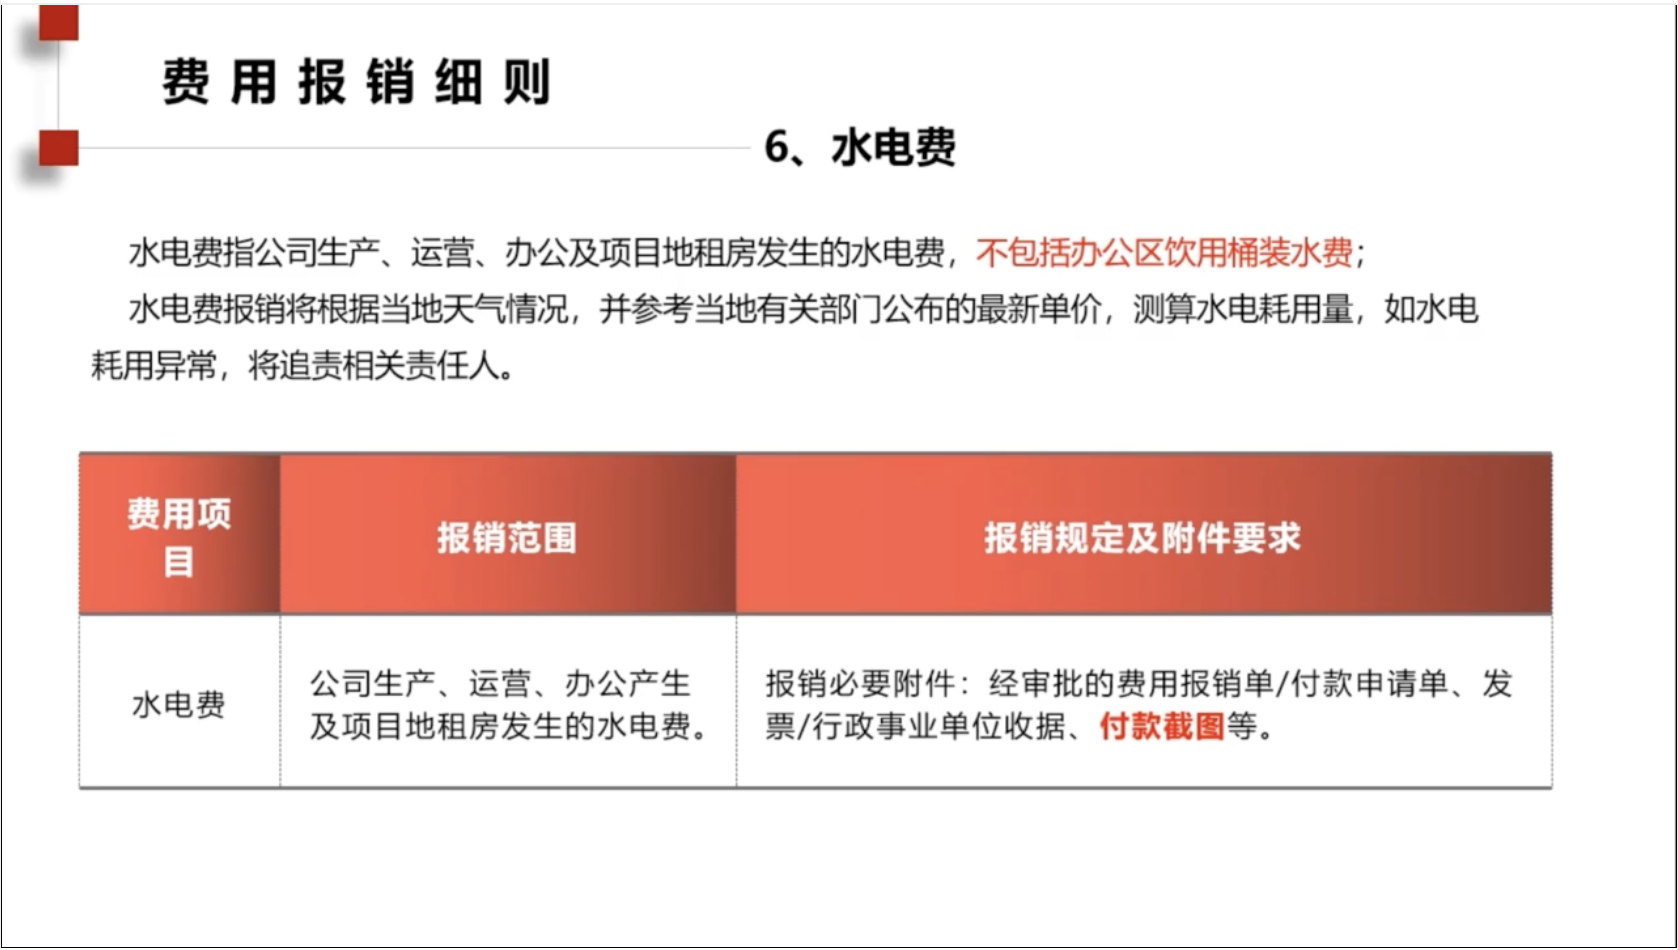 费用报销细则
6、水电费
水电费指公司生产、运营、办公及项目地租房发生的水电费，不包括办公区饮用桶装水费；
水电费报销将根据当地天气情况，并参考当地有关部门公布的最新单价，测算水电耗用量，如水电
耗用异常，将追责相关责任人。
费用项
目
报销范围
报销规定及附件要求
水电费
公司生产、运营、办公产生
及项目地租房发生的水电费。
报销必要附件：经审批的费用报销单/付款申请单、发
票/行政事业单位收据、付款截图等。